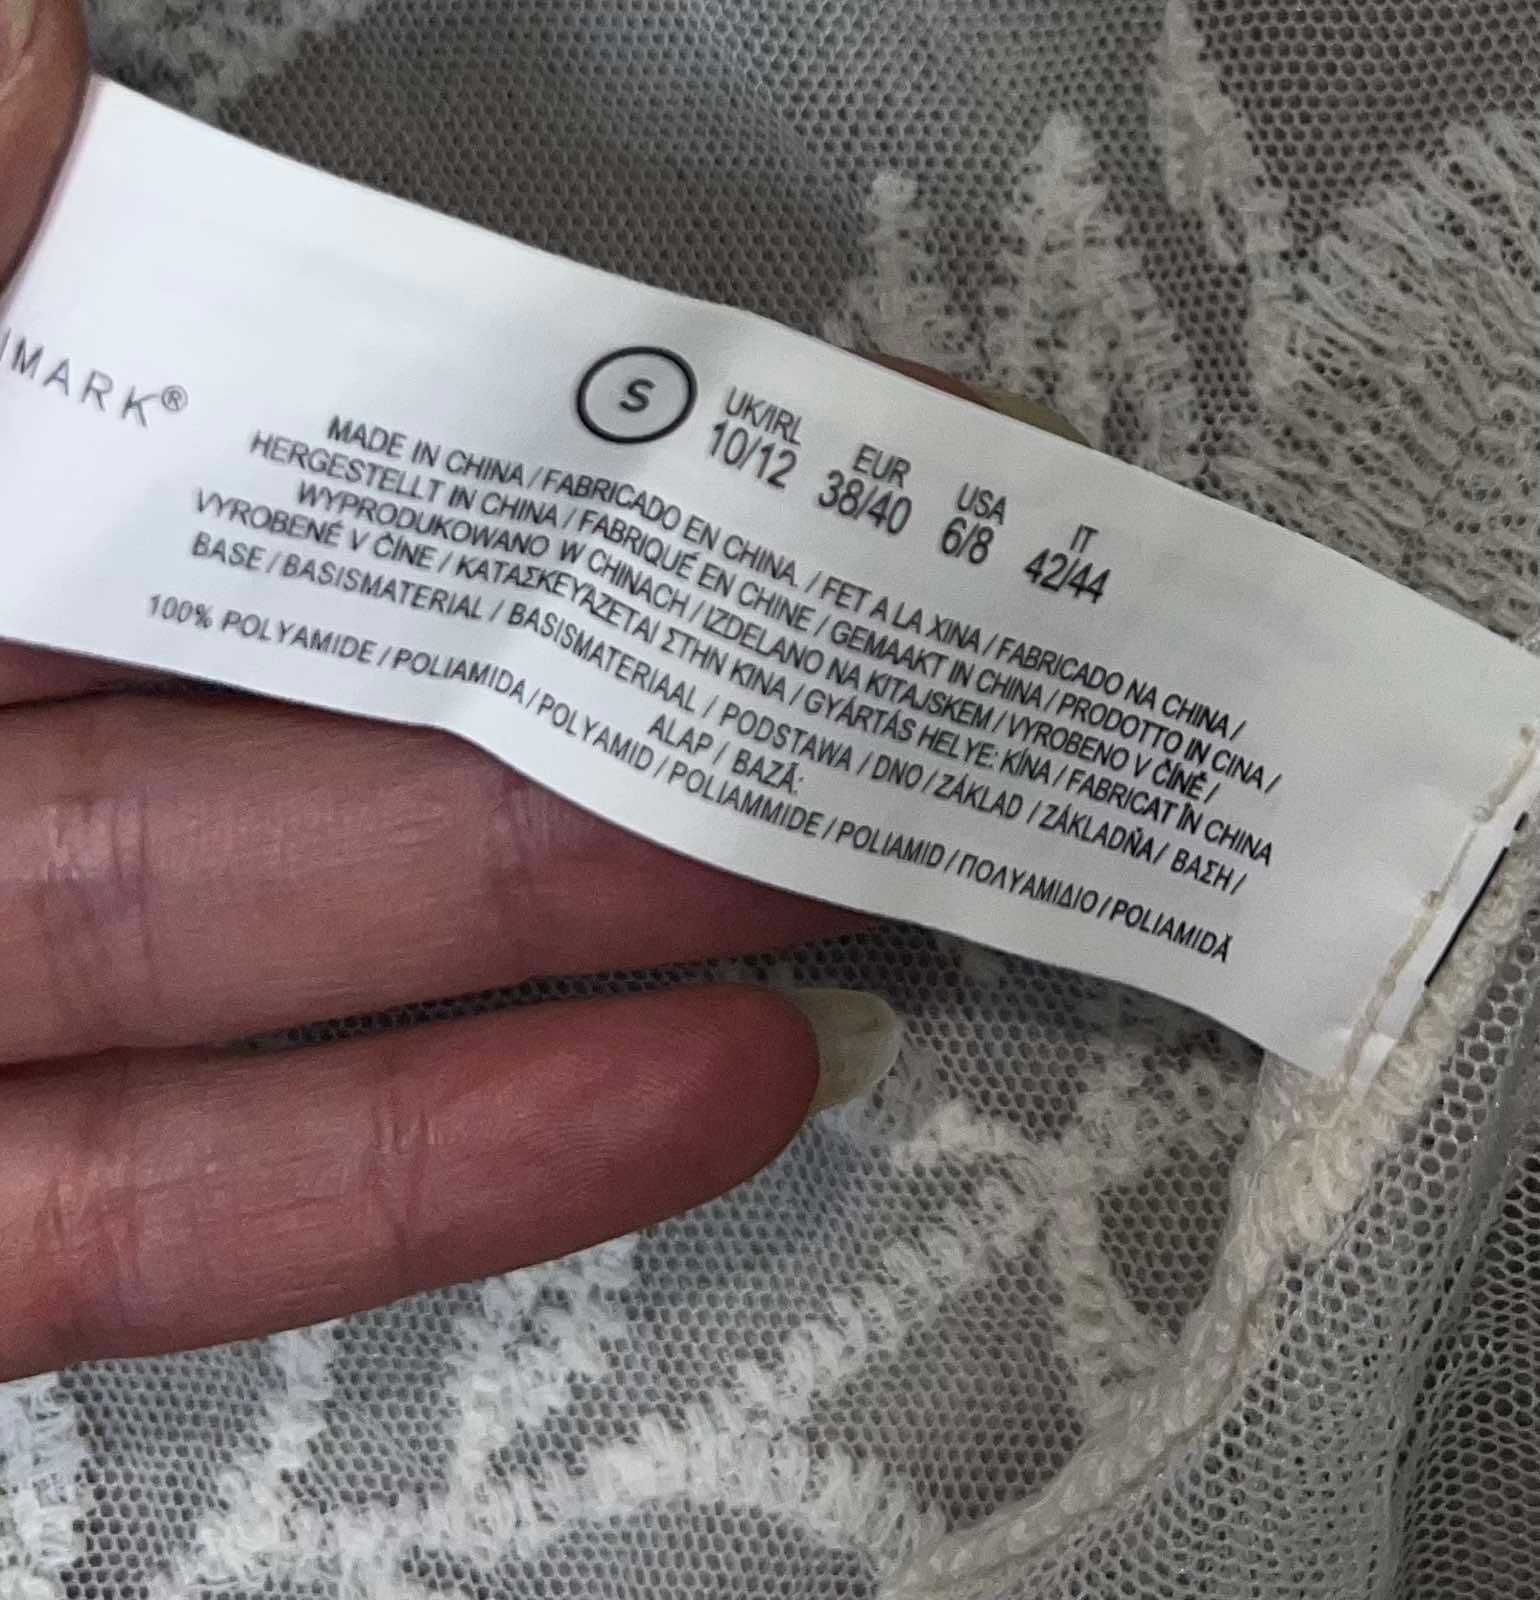 IMARK®
S
UK/IRL EUR USA IT
10/12 38/40 6/8 42/44
MADE IN CHINA / FABRICADO EN CHINA. / FET A LA XINA / FABRICADO NA CHINA /
HERGESTELLT IN CHINA / FABRIQUÉ EN CHINE / GEMAAKT IN CHINA / PRODOTTO IN CINA /
WYPRODUKOWANO W CHINACH / IZDELANO NA KITAJSKEM / VYROBENO V ČÍNĚ /
VYROBENÉ V ČÍNE / ΚΑΤΑΣΚΕΥΑΖΕΤΑΙ ΣΤΗΝ ΚΙΝΑ / GYÁRTÁS HELYE: KÍNA / FABRICAT ÎN CHINA
BASE / BASISMATERIAL / BASISMATERIAAL / PODSTAWA / DNO / ZÁKLAD / ZÁKLADŇA / ΒΑΣΗ /
ALAP / BAZĂ:
100% POLYAMIDE / POLIAMIDA / POLYAMID / POLIAMMIDE / POLIAMID / ΠΟΛΥΑΜΙΔΙΟ / POLIAMIDĂ